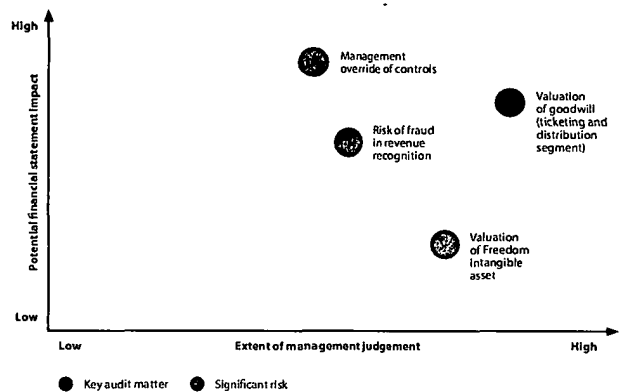 High
Management
override of controls
Valuation
of goodwill
(ticketing and
distribution
segment)
Risk of fraud
in revenue
recognition
Potential financial statement impact
Valuation
of Freedom
intangible
asset
Low
Low
Extent of management judgement
High
Key audit matter
Significant risk